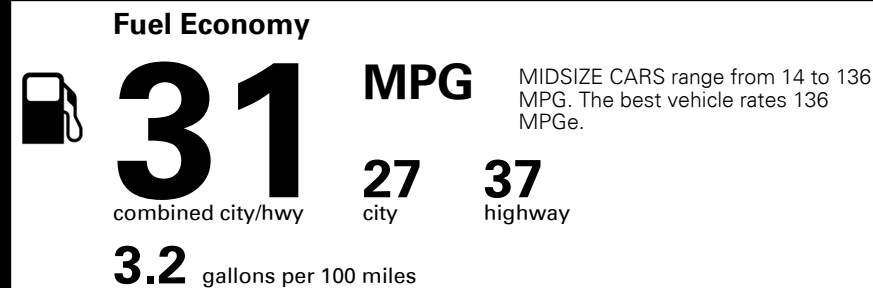 Fuel Economy
31
MPG
MIDSIZE CARS range from 14 to 136
MPG. The best vehicle rates 136
MPGe.
27
37
combined city/hwy
city
highway
3.2 gallons per 100 miles